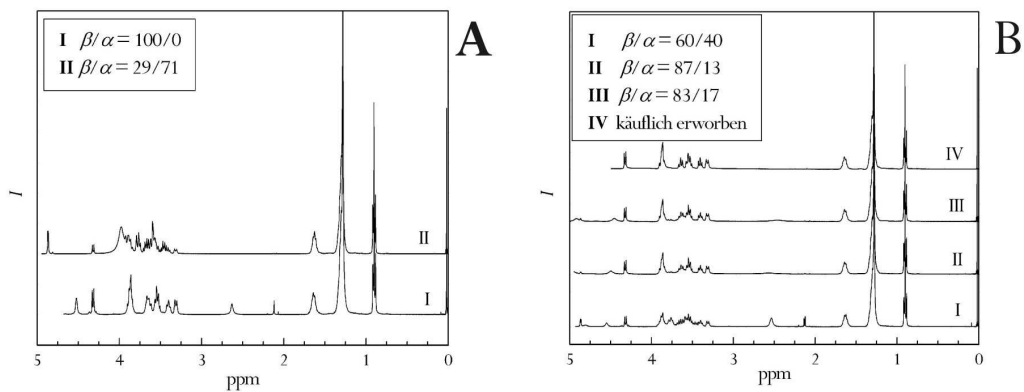 I β/α = 100/0
II β/α = 29/71
A
I
II
I
5 4 3 2 1 0
ppm
I β/α = 60/40
II β/α = 87/13
III β/α = 83/17
IV käuflich erworben
B
I
IV
III
II
I
5 4 3 2 1 0
ppm